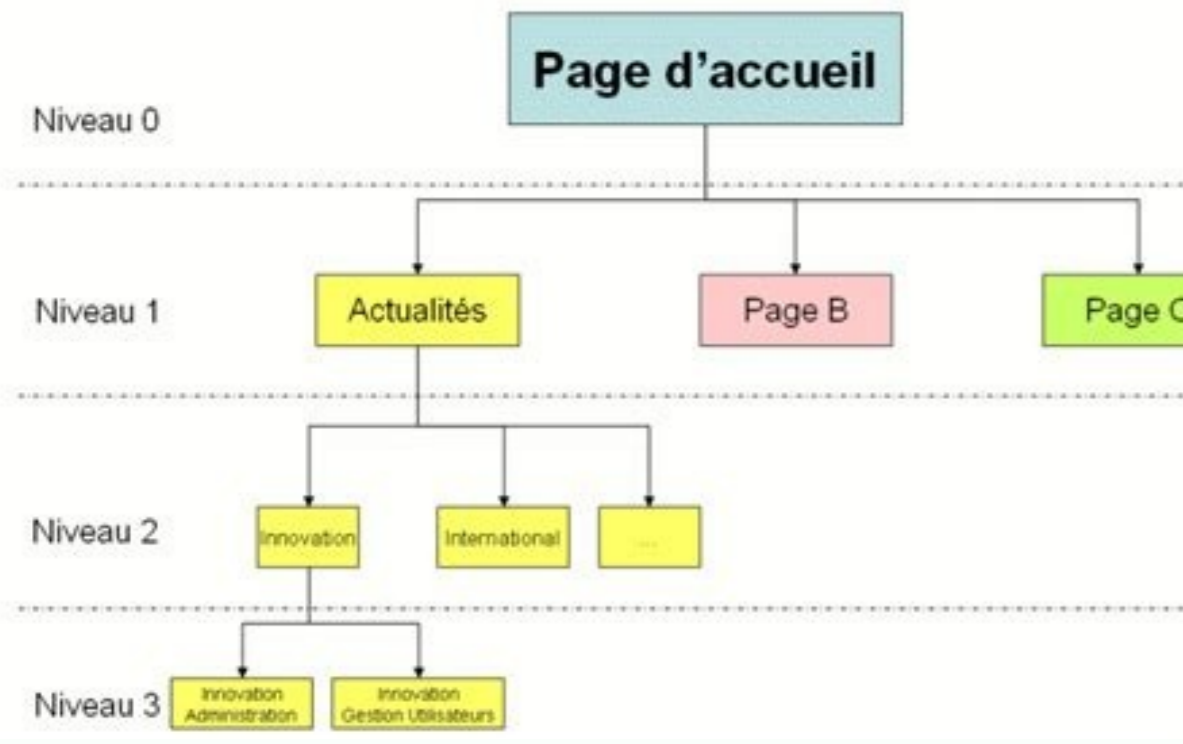 Page d'accueil
Niveau 0
Niveau 1
Actualités
Page B
Page C
Niveau 2
Innovation
International
....
Niveau 3
Innovation
Administration
Innovation
Gestion Utilisateurs